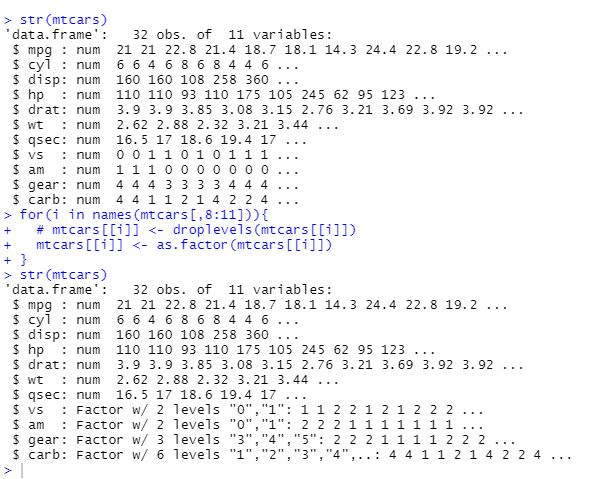 > str(mtcars)
'data.frame':   32 obs. of  11 variables:
 $ mpg : num  21 21 22.8 21.4 18.7 18.1 14.3 24.4 22.8 19.2 ...
 $ cyl : num  6 6 4 6 8 6 8 4 4 6 ...
 $ disp: num  160 160 108 258 360 ...
 $ hp  : num  110 110 93 110 175 105 245 62 95 123 ...
 $ drat: num  3.9 3.9 3.85 3.08 3.15 2.76 3.21 3.69 3.92 3.92 ...
 $ wt  : num  2.62 2.88 2.32 3.21 3.44 ...
 $ qsec: num  16.5 17 18.6 19.4 17 ...
 $ vs  : num  0 0 1 1 0 1 0 1 1 1 ...
 $ am  : num  1 1 1 0 0 0 0 0 0 0 ...
 $ gear: num  4 4 4 3 3 3 3 4 4 4 ...
 $ carb: num  4 4 1 1 2 1 4 2 2 4 ...
> for(i in names(mtcars[,8:11])){
+   # mtcars[[i]] <- droplevels(mtcars[[i]])
+   mtcars[[i]] <- as.factor(mtcars[[i]])
+ }
> str(mtcars)
'data.frame':   32 obs. of  11 variables:
 $ mpg : num  21 21 22.8 21.4 18.7 18.1 14.3 24.4 22.8 19.2 ...
 $ cyl : num  6 6 4 6 8 6 8 4 4 6 ...
 $ disp: num  160 160 108 258 360 ...
 $ hp  : num  110 110 93 110 175 105 245 62 95 123 ...
 $ drat: num  3.9 3.9 3.85 3.08 3.15 2.76 3.21 3.69 3.92 3.92 ...
 $ wt  : num  2.62 2.88 2.32 3.21 3.44 ...
 $ qsec: num  16.5 17 18.6 19.4 17 ...
 $ vs  : Factor w/ 2 levels "0","1": 1 1 2 2 1 2 1 2 2 2 ...
 $ am  : Factor w/ 2 levels "0","1": 2 2 2 1 1 1 1 1 1 1 ...
 $ gear: Factor w/ 3 levels "3","4","5": 2 2 2 1 1 1 1 2 2 2 ...
 $ carb: Factor w/ 6 levels "1","2","3","4",..: 4 4 1 1 2 1 4 2 2 4 ...
>